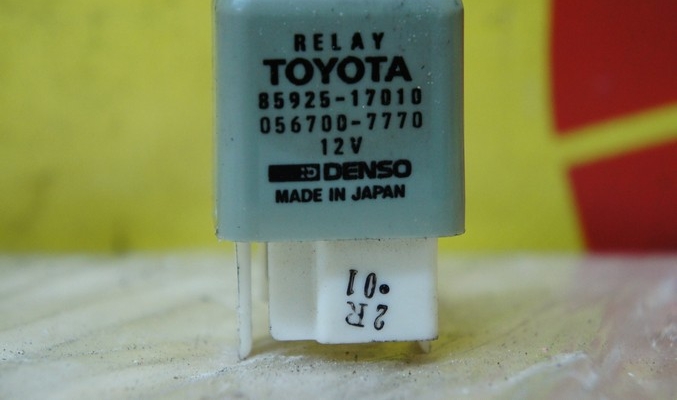 RELAY
TOYOTA
85925-17010
056700-7770
12V
DENSO
MADE IN JAPAN
2R
•01